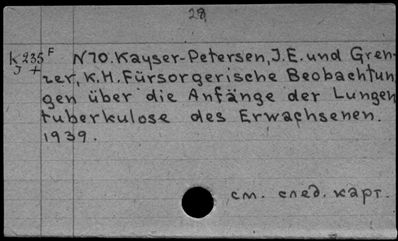 28
K 235 F N70. Kayser-Petersen, J.E. und Gren-
J + zer, K.H. Fürsorgerische Beobachtun
gen über die Anfänge der Lungen
tuberkulose des Erwachsenen.
1939.
см. след. карт.